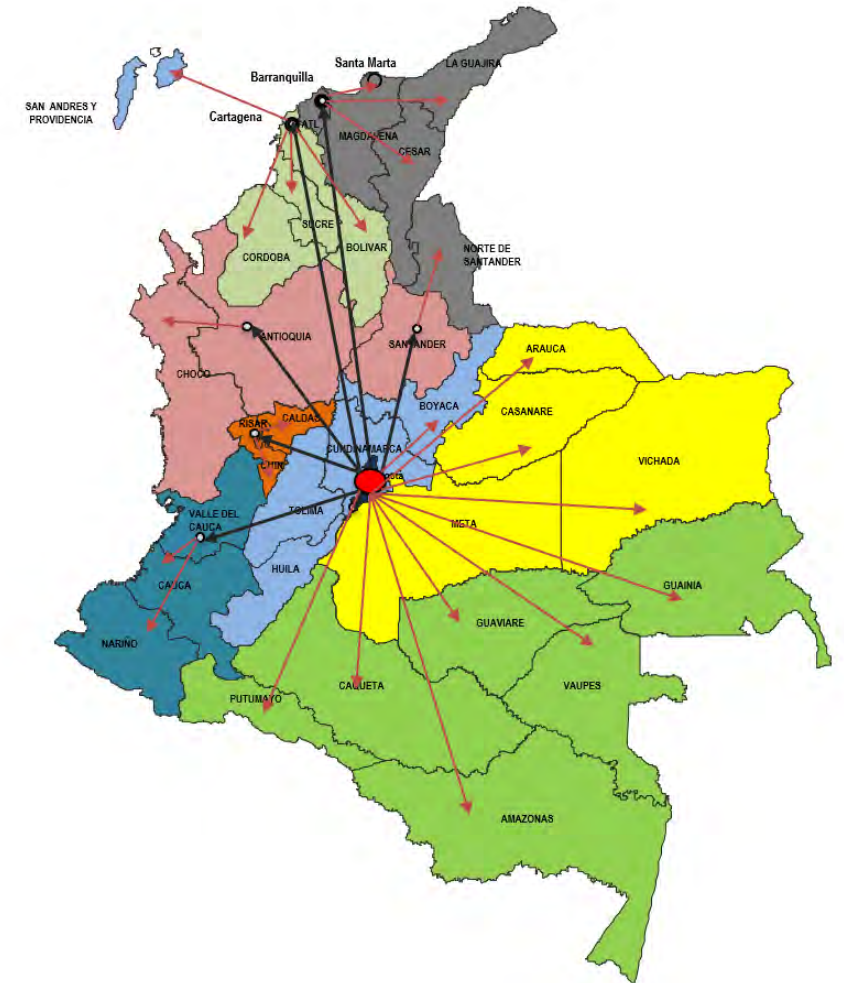 Santa Marta
LA GUAJIRA
Barranquilla
SAN ANDRES Y
PROVIDENCIA
Cartagena
ATL
MAGDALENA
CESAR
SUCRE
BOLIVAR
CORDOBA
NORTE DE
SANTANDER
ANTIOQUIA
SANTANDER
ARAUCA
CHOCO
BOYACA
CASANARE
CALDAS
RISAR
CUNDINAMARCA
VICHADA
VALLE DEL
CAUCA
TOLIMA
META
HUILA
CAUCA
GUAINIA
NARIÑO
GUAVIARE
CAQUETA
VAUPES
PUTUMAYO
AMAZONAS